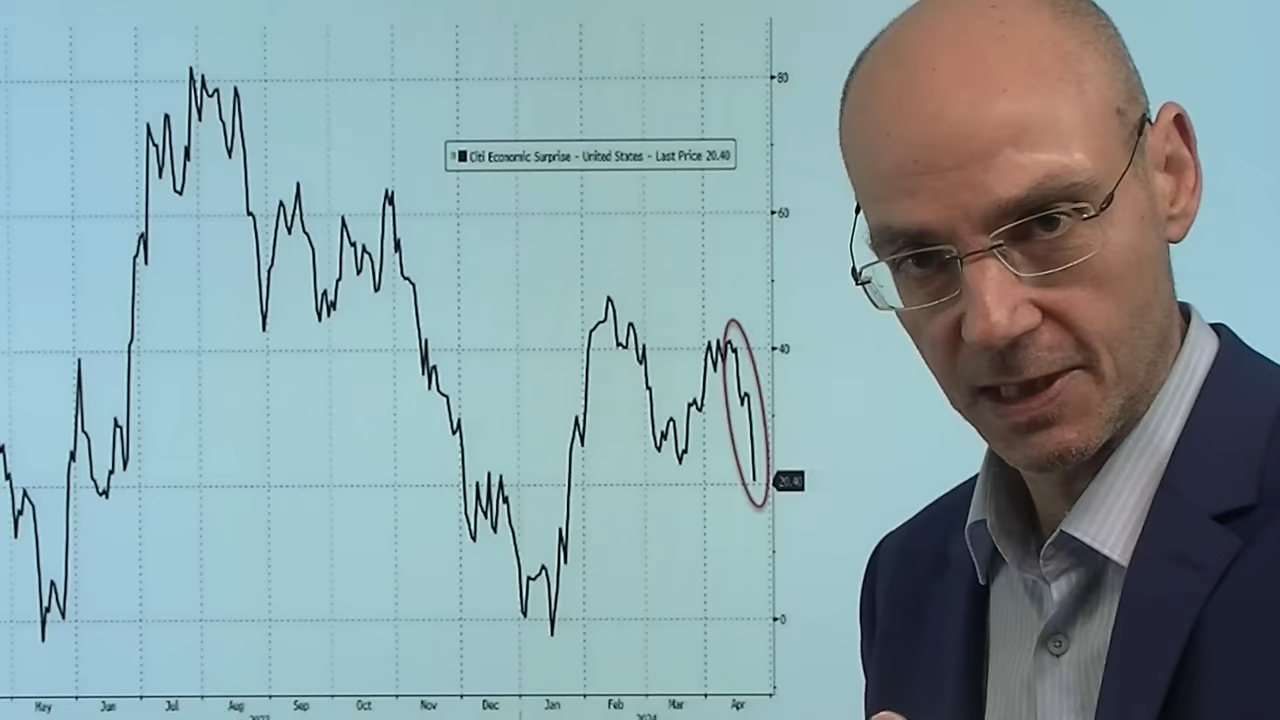 80
Citi Economic Surprise - United States - Last Price 20.40
60
40
20.40
0
May Jun Jul Aug Sep Oct Nov Dec Jan Feb Mar Apr